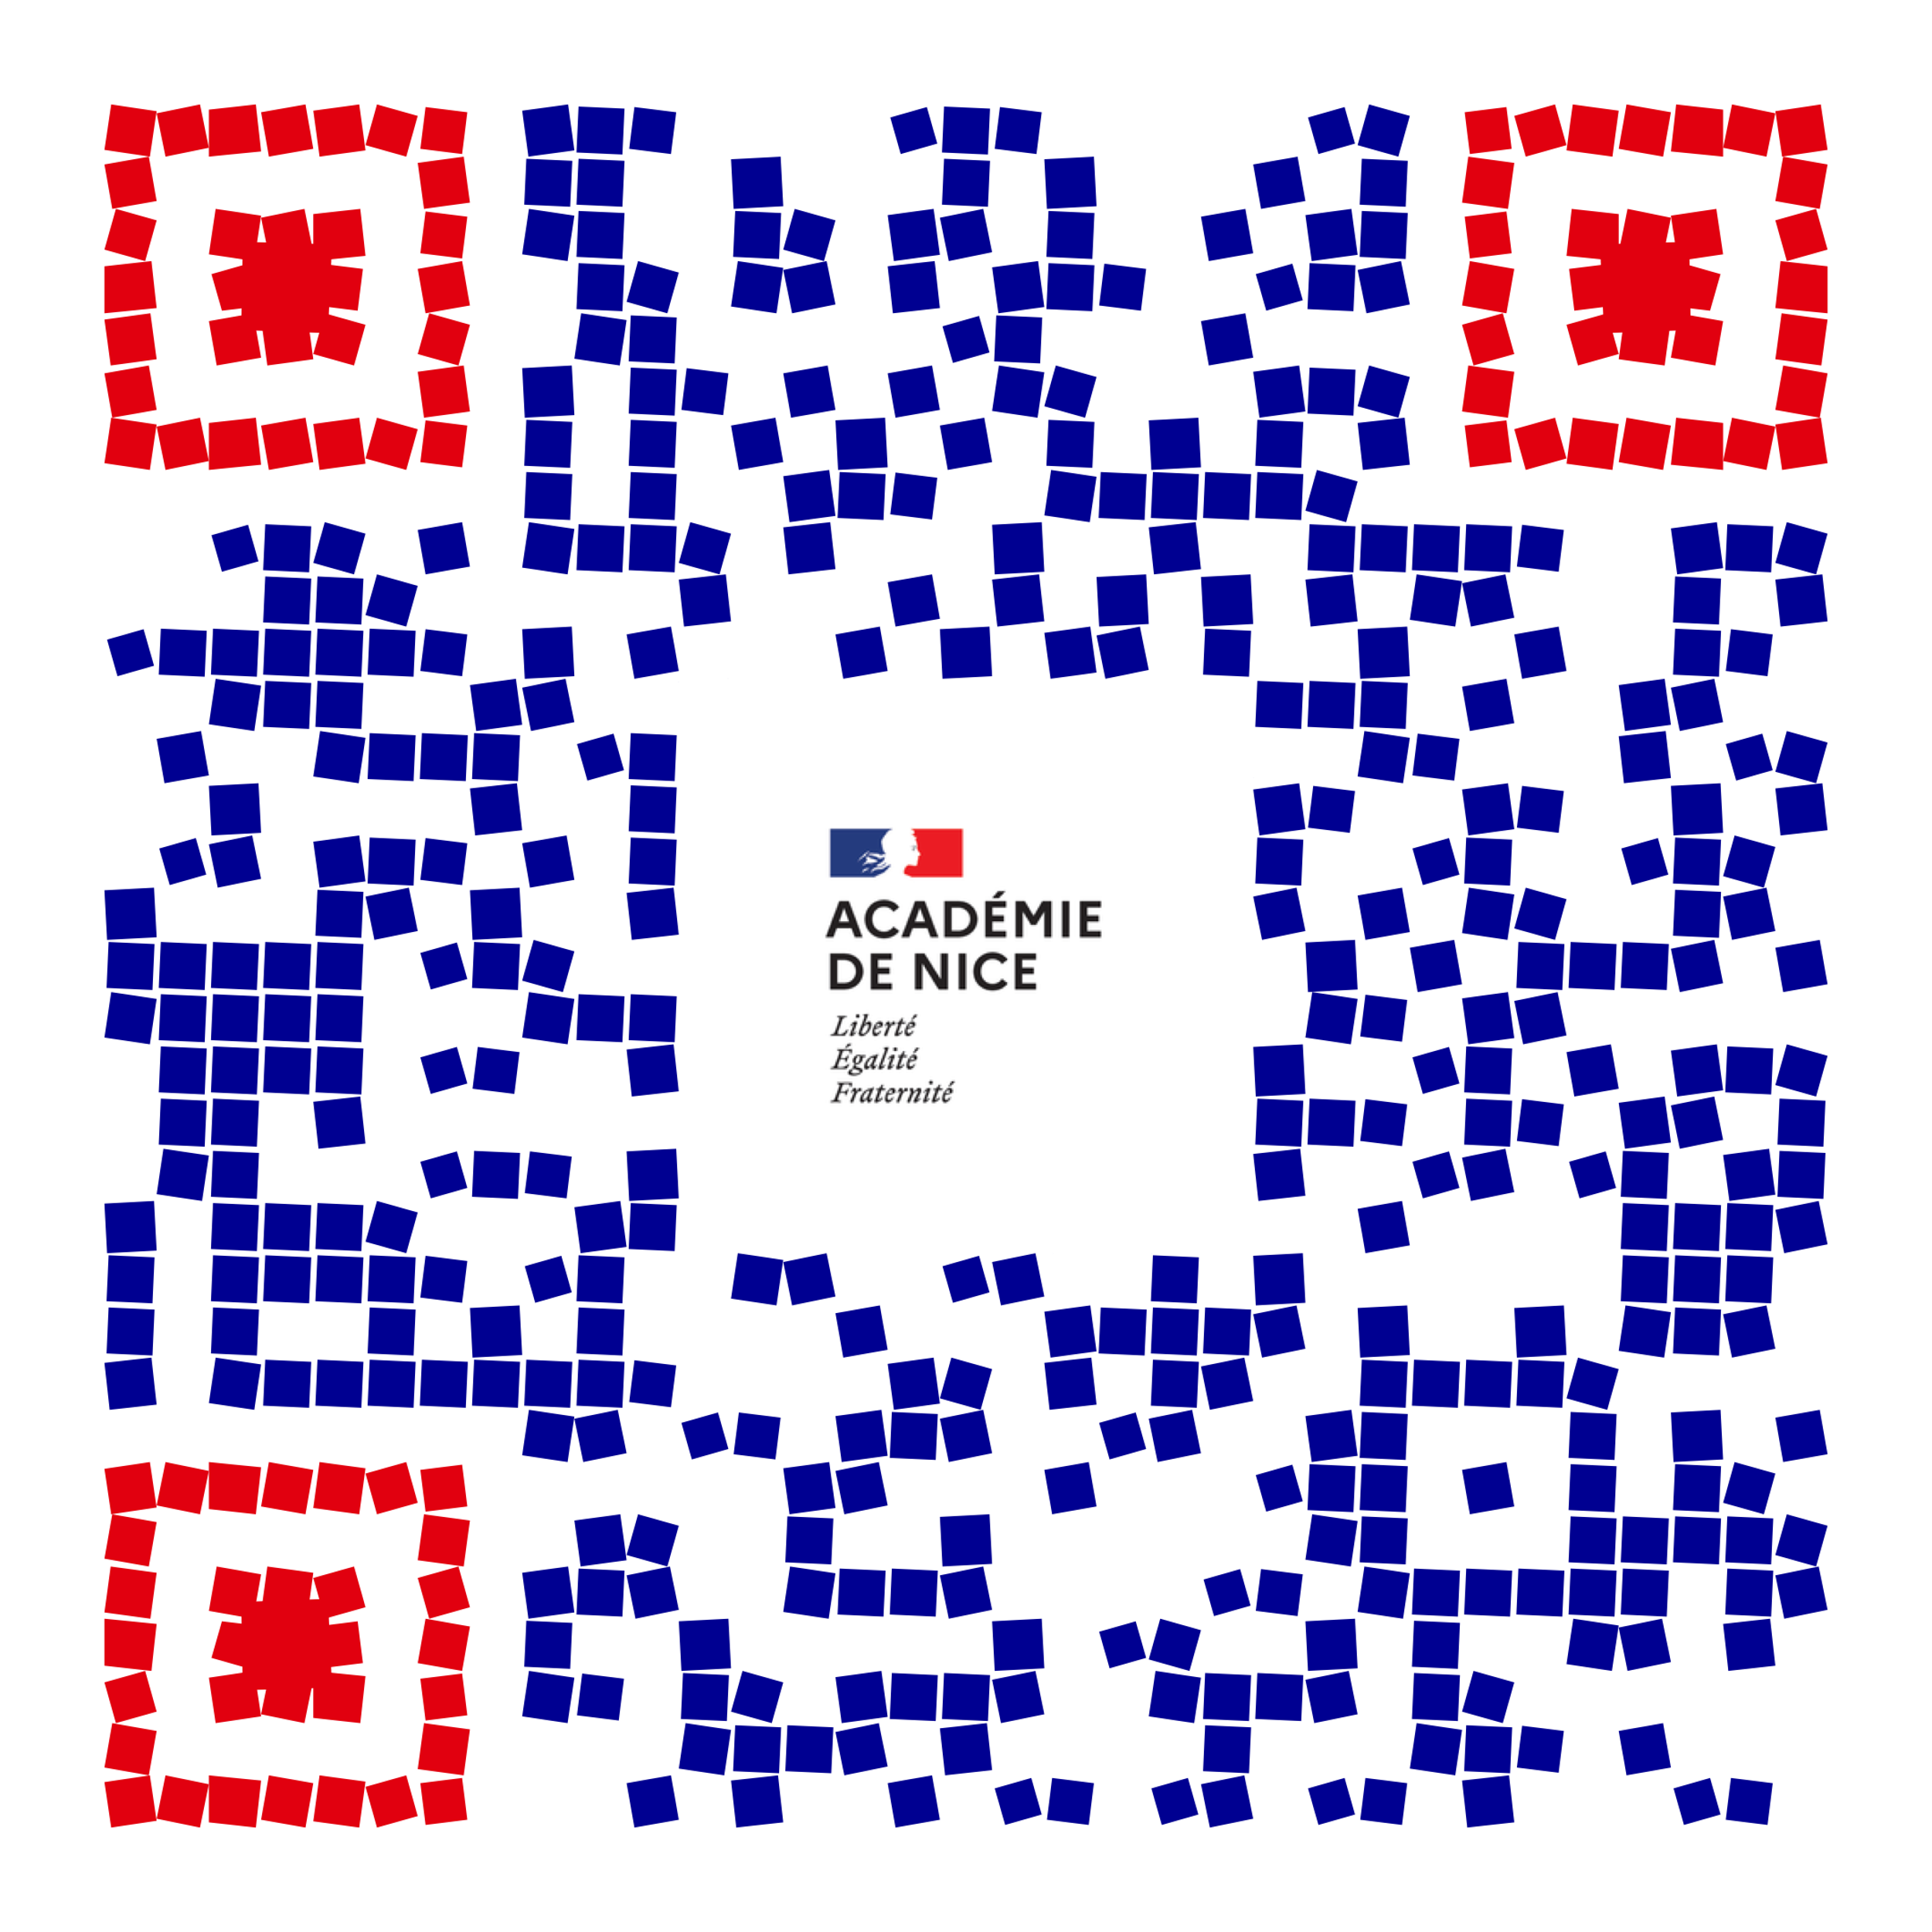 ACADÉMIE
DE NICE
Liberté
Égalité
Fraternité